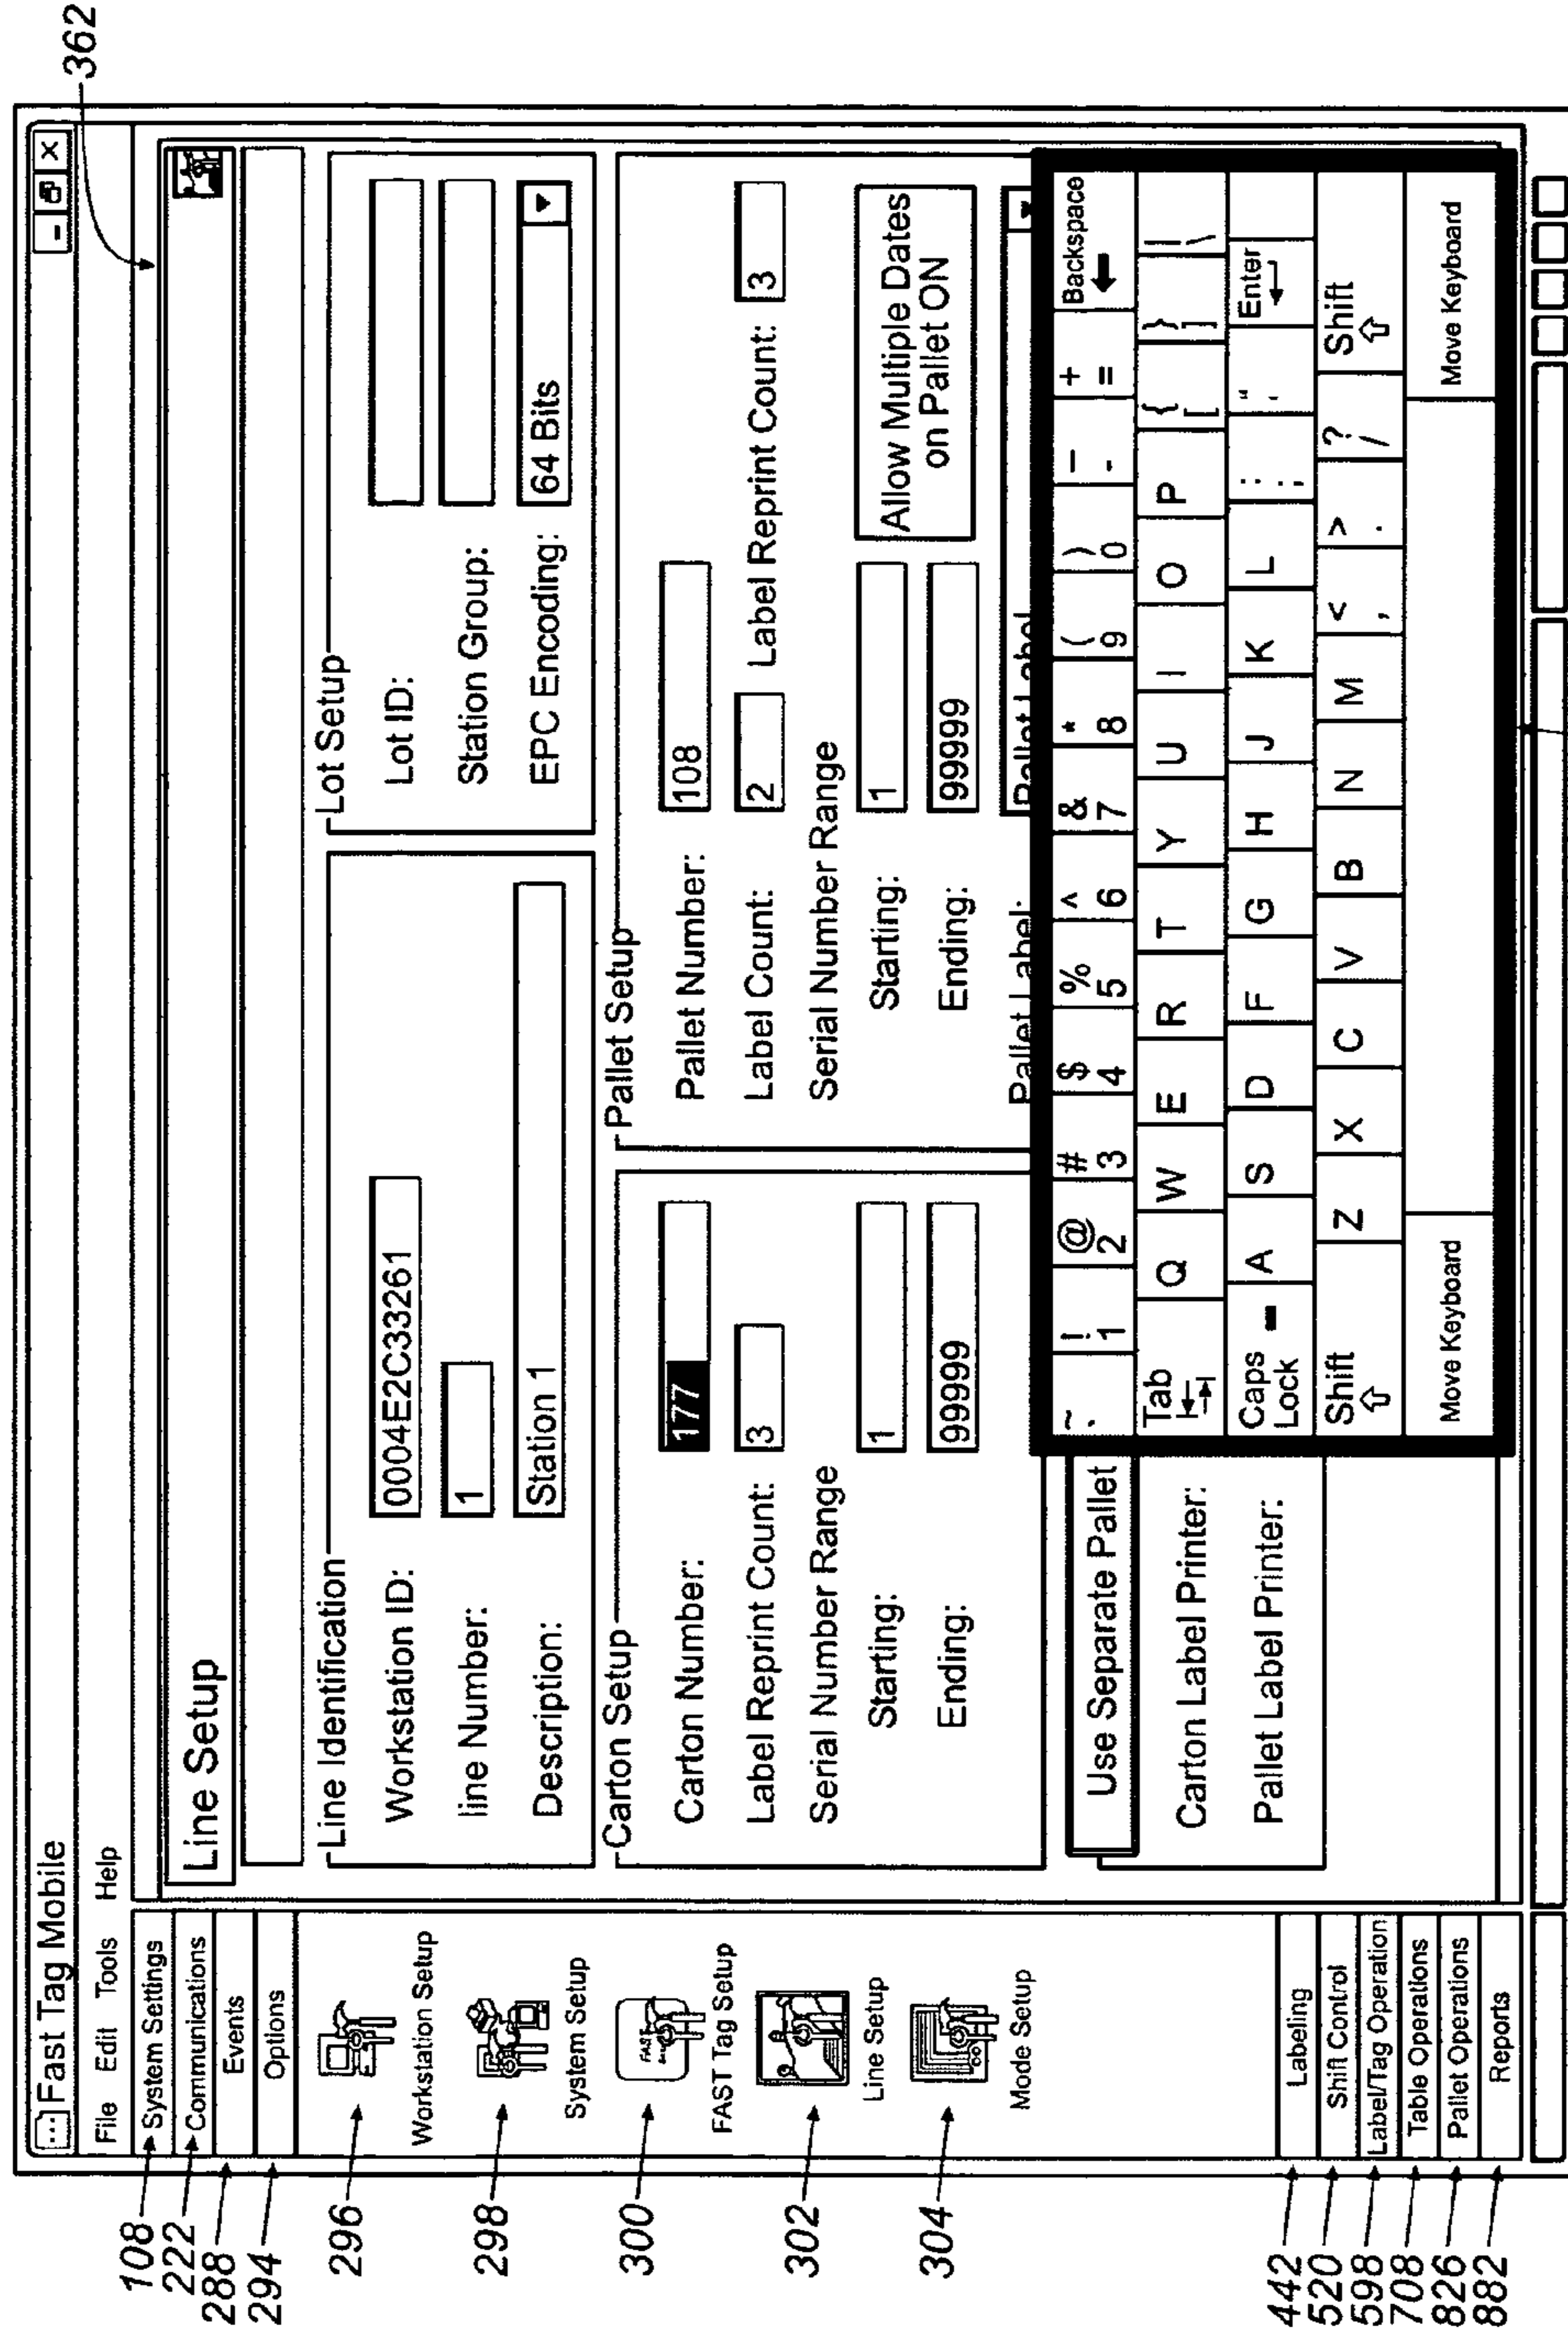 362
Fast Tag Mobile
File Edit Tools Help
108
System Settings
222
Communications
288
Events
294
Options
296
Workstation Setup
298
System Setup
300
FAST
FAST Tag Setup
302
Line Setup
304
Mode Setup
442
Labeling
520
Shift Control
598
Label/Tag Operation
708
Table Operations
826
Pallet Operations
882
Reports
Line Setup
Line Identification
Workstation ID: 0004E2C33261
line Number: 1
Description: Station 1
Lot Setup
Lot ID:
Station Group:
EPC Encoding: 64 Bits
Carton Setup
Carton Number: 177
Label Reprint Count: 3
Serial Number Range
Starting: 1
Ending: 99999
Pallet Setup
Pallet Number: 108
Label Count: 2 Label Reprint Count: 3
Serial Number Range
Starting: 1
Ending: 99999
Allow Multiple Dates
on Pallet ON
Pallet Label: Pallet Label
Use Separate Pallet
Carton Label Printer:
Pallet Label Printer:
~ ! @ # $ % ^ & * ( ) _ + Backspace
` 1 2 3 4 5 6 7 8 9 0 - =
Tab Q W E R T Y U I O P { [ } ] | \
Caps Lock A S D F G H J K L : ; " ' Enter
Shift Z X C V B N M < , > . ? / Shift
Move Keyboard Move Keyboard